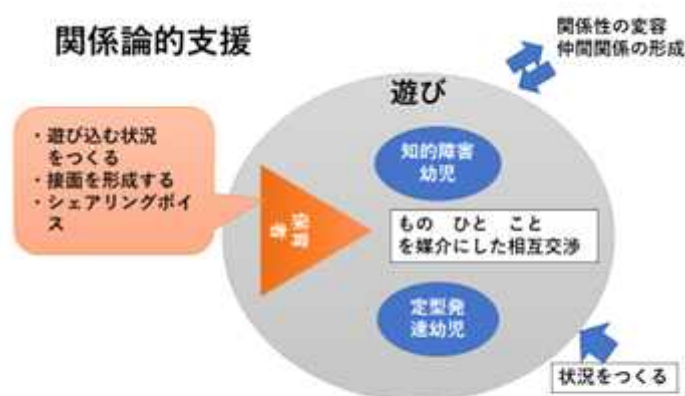 関係論的支援
関係性の変容
仲間関係の形成
遊び
・遊び込む状況
をつくる
・接面を形成する
・シェアリングボイ
ス
知的障害
幼児
もの ひと こと
を媒介にした相互交渉
定型発
達幼児
状況をつくる